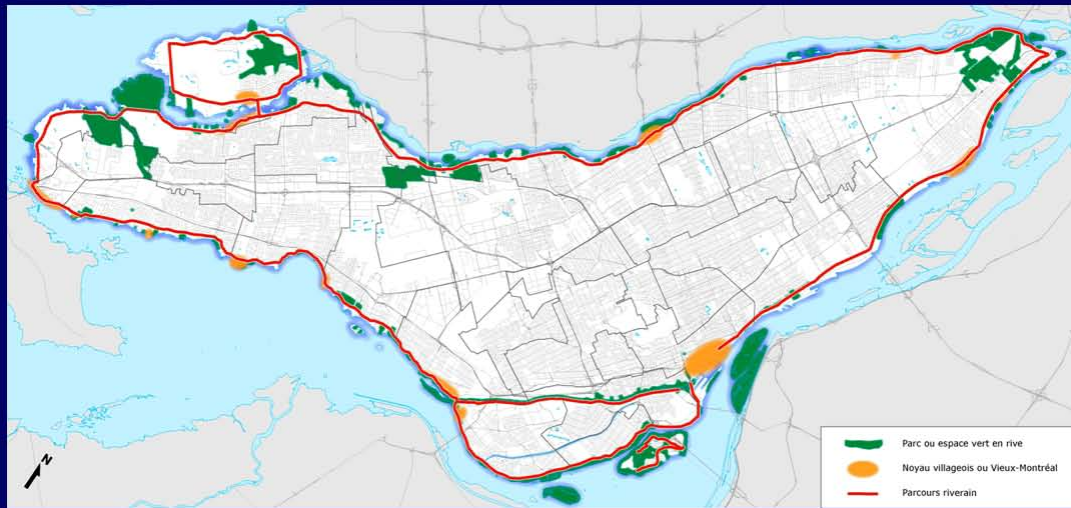 N
Parc ou espace vert en rive
Noyau villageois ou Vieux-Montréal
Parcours riverain